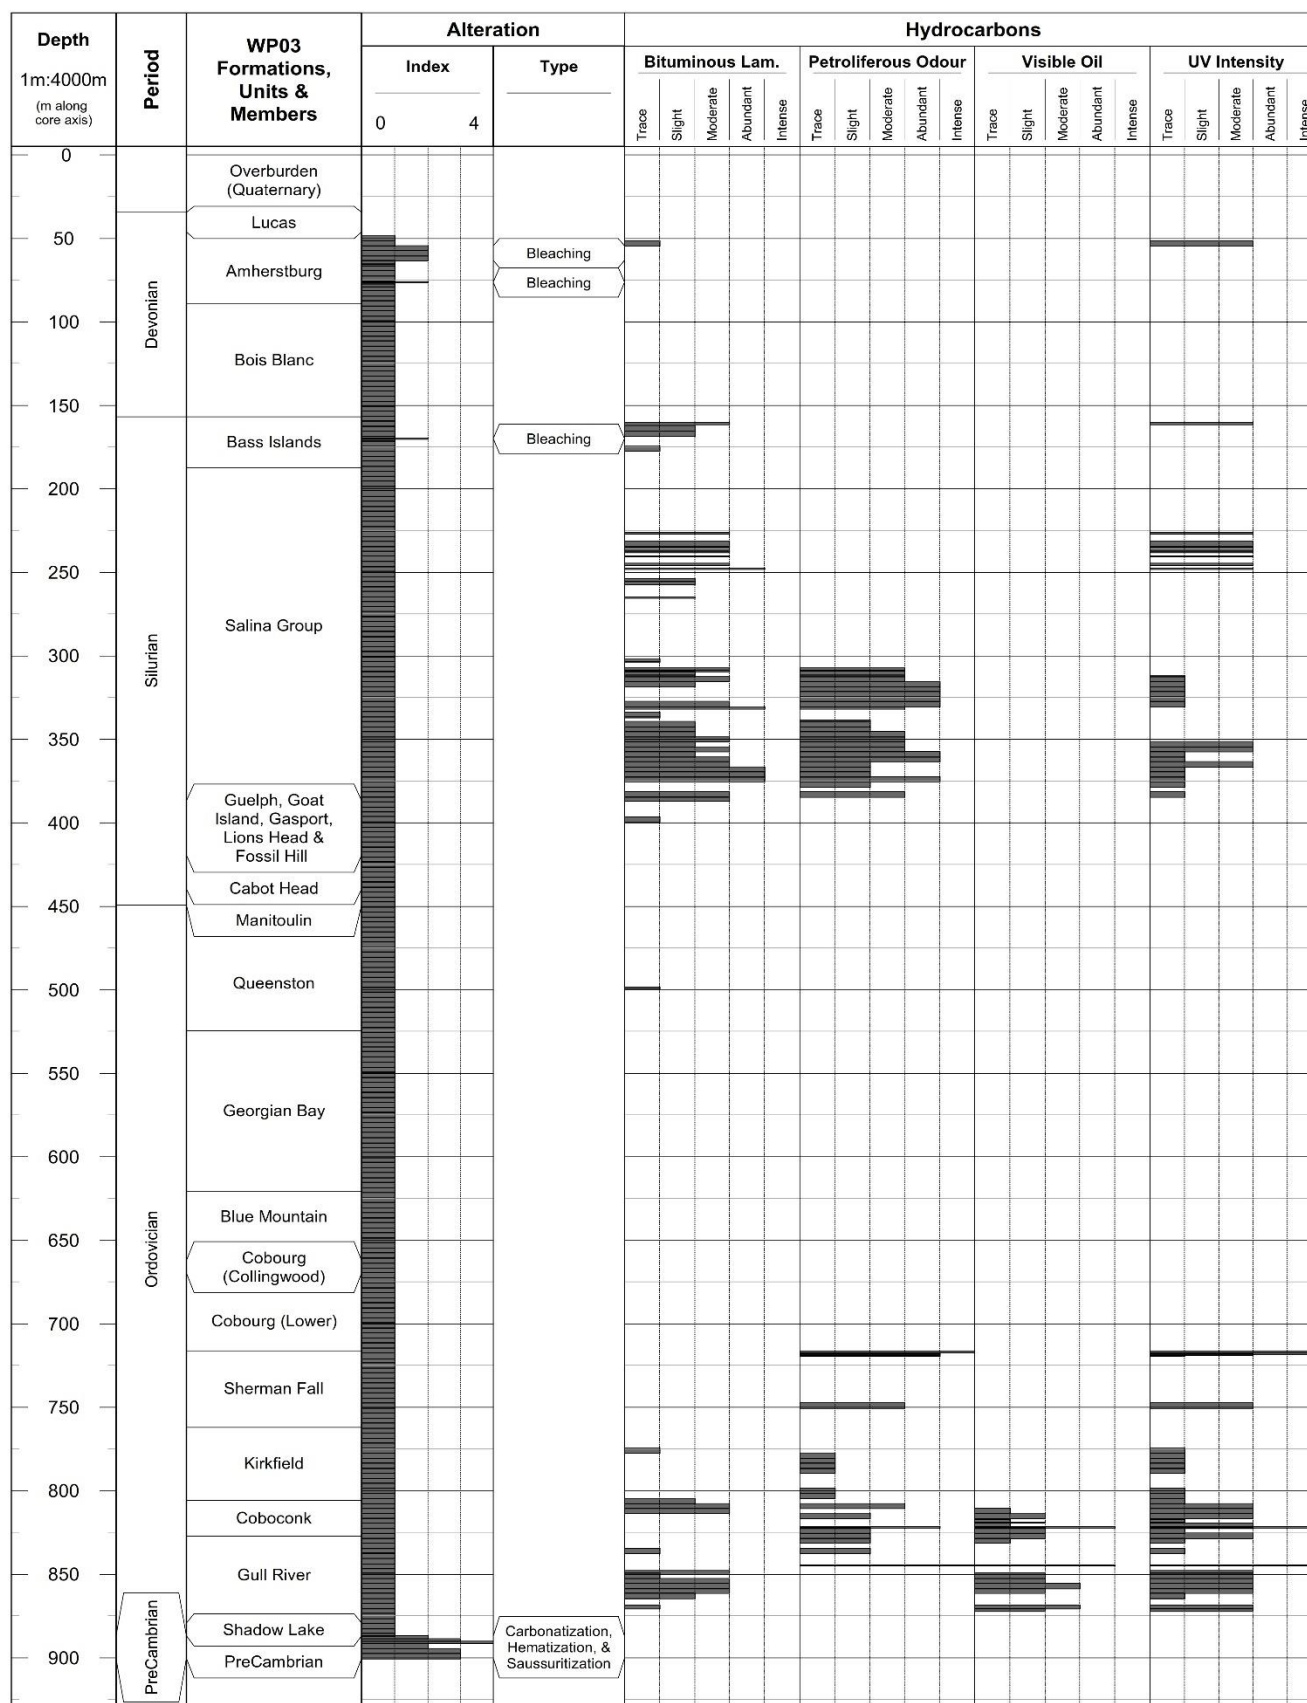 Depth
1m:4000m
(m along
core axis)
Period
WP03
Formations,
Units &
Members
Alteration
Index
0 4
Type
Hydrocarbons
Bituminous Lam.
Trace Slight Moderate Abundant Intense
Petroliferous Odour
Trace Slight Moderate Abundant Intense
Visible Oil
Trace Slight Moderate Abundant Intense
UV Intensity
Trace Slight Moderate Abundant Intense
0
50
100
150
200
250
300
350
400
450
500
550
600
650
700
750
800
850
900
Devonian
Silurian
Ordovician
PreCambrian
Overburden
(Quaternary)
Lucas
Amherstburg
Bois Blanc
Bass Islands
Salina Group
Guelph, Goat
Island, Gasport,
Lions Head &
Fossil Hill
Cabot Head
Manitoulin
Queenston
Georgian Bay
Blue Mountain
Cobourg
(Collingwood)
Cobourg (Lower)
Sherman Fall
Kirkfield
Coboconk
Gull River
Shadow Lake
PreCambrian
Bleaching
Bleaching
Bleaching
Carbonatization,
Hematization, &
Saussuritization